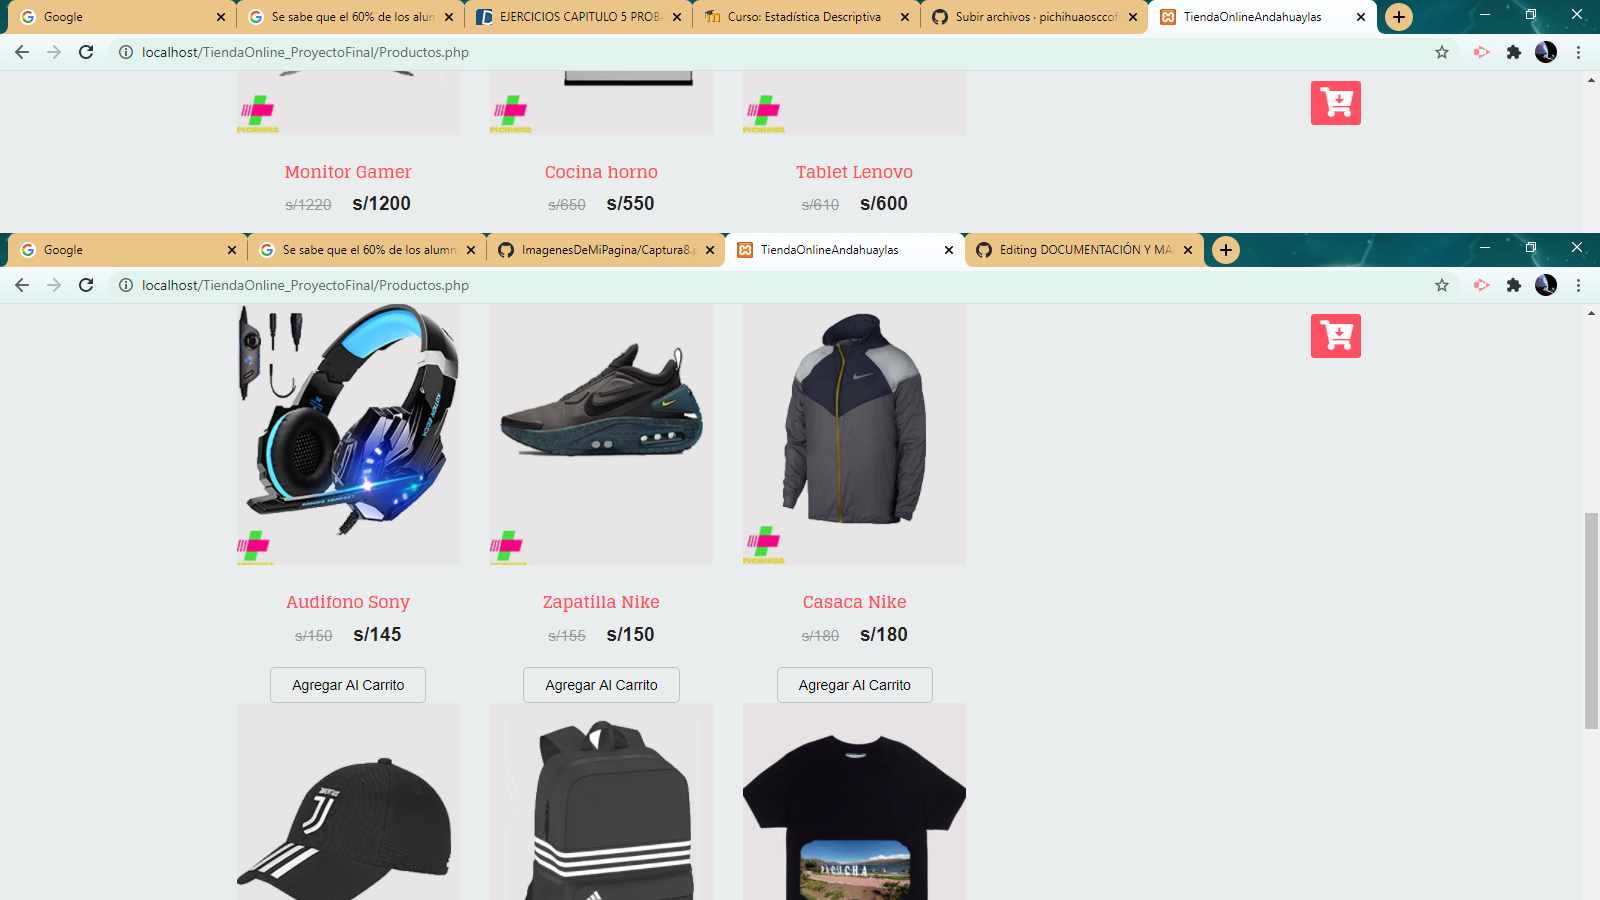 Google
Se sabe que el 60% de los alun
EJERCICIOS CAPITULO 5 PROBA
Curso: Estadística Descriptiva
Subir archivos · pichihuaosccof
TiendaOnlineAndahuaylas
localhost/TiendaOnline_ProyectoFinal/Productos.php
PICHIHUA
PICHIHUA
PICHIHUA
Monitor Gamer
Cocina horno
Tablet Lenovo
s/1220 s/1200
s/650 s/550
s/610 s/600
Google
Se sabe que el 60% de los alumn
ImagenesDeMiPagina/Captura8.p
TiendaOnlineAndahuaylas
Editing DOCUMENTACIÓN Y MA
localhost/TiendaOnline_ProyectoFinal/Productos.php
PICHIHUA
PICHIHUA
PICHIHUA
Audifono Sony
Zapatilla Nike
Casaca Nike
s/150 s/145
s/155 s/150
s/180 s/180
Agregar Al Carrito
Agregar Al Carrito
Agregar Al Carrito
JUVENTUS
PACUCHA